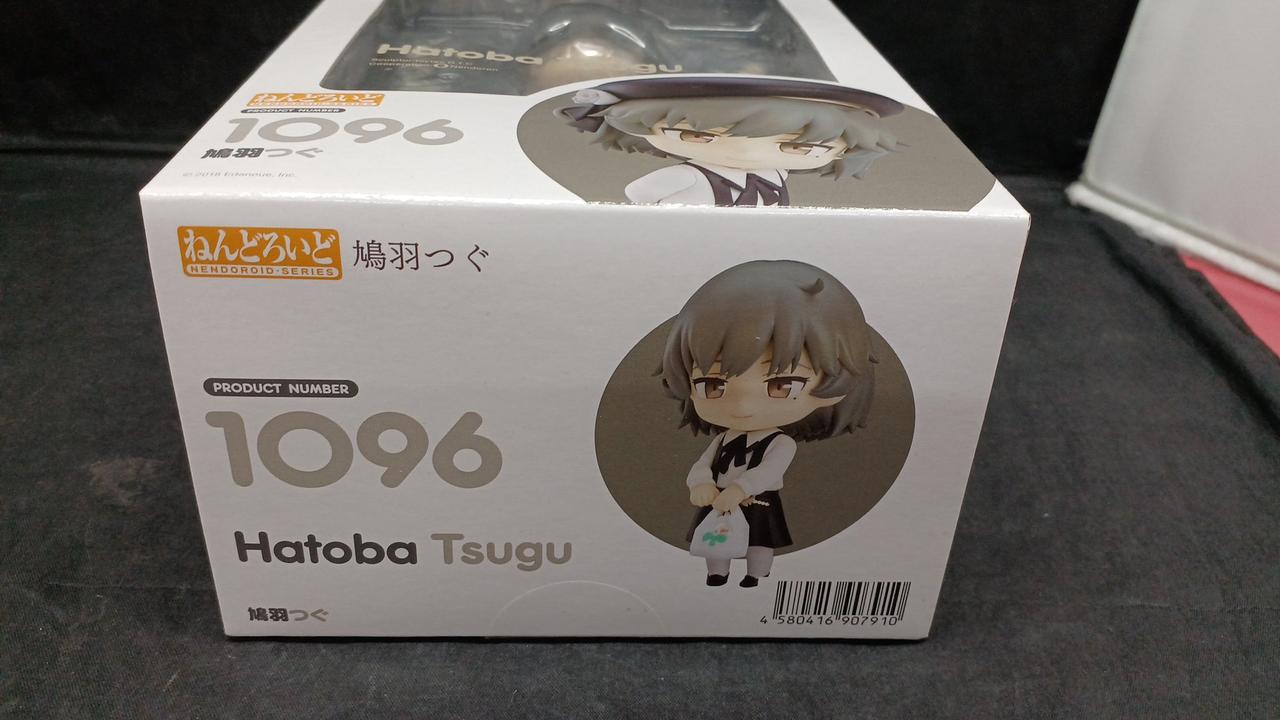 Hatoba Tsugu
ねんどろいど
PRODUCT NUMBER
1096
鳩羽つぐ
© 2018 Edanoue, Inc.
ねんどろいど
NENDOROID SERIES
鳩羽つぐ
PRODUCT NUMBER
1096
Hatoba Tsugu
鳩羽つぐ
4 580416 907910